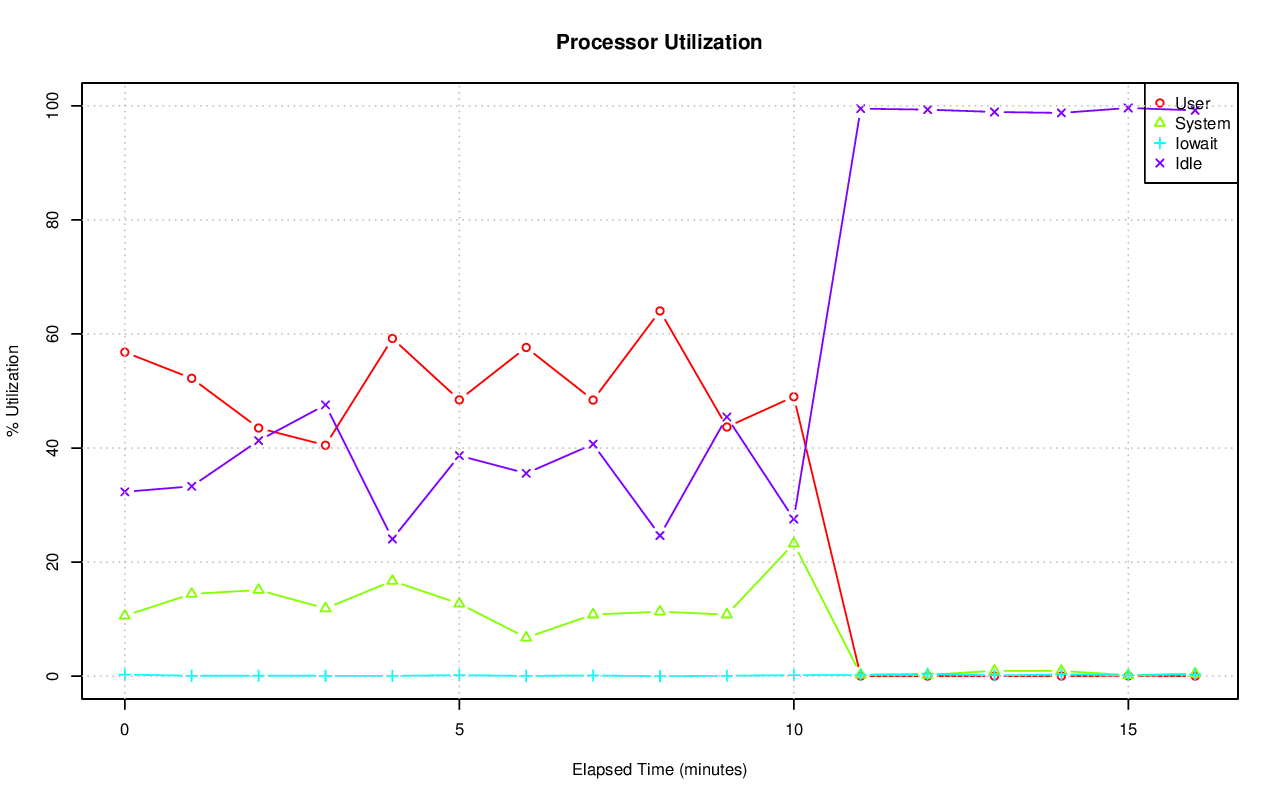 Processor Utilization
% Utilization
100
80
60
40
20
0
User
System
Iowait
Idle
0 5 10 15
Elapsed Time (minutes)